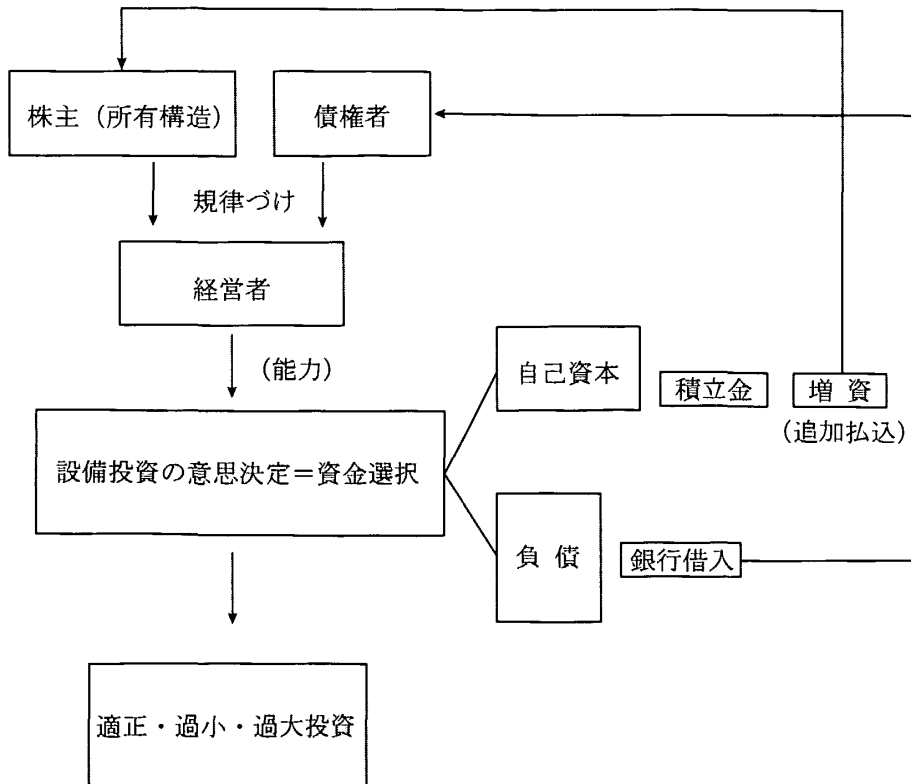 株主（所有構造）
債権者
規律づけ
経営者
（能力）
自己資本
積立金
増 資
（追加払込）
設備投資の意思決定＝資金選択
負 債
銀行借入
適正・過小・過大投資